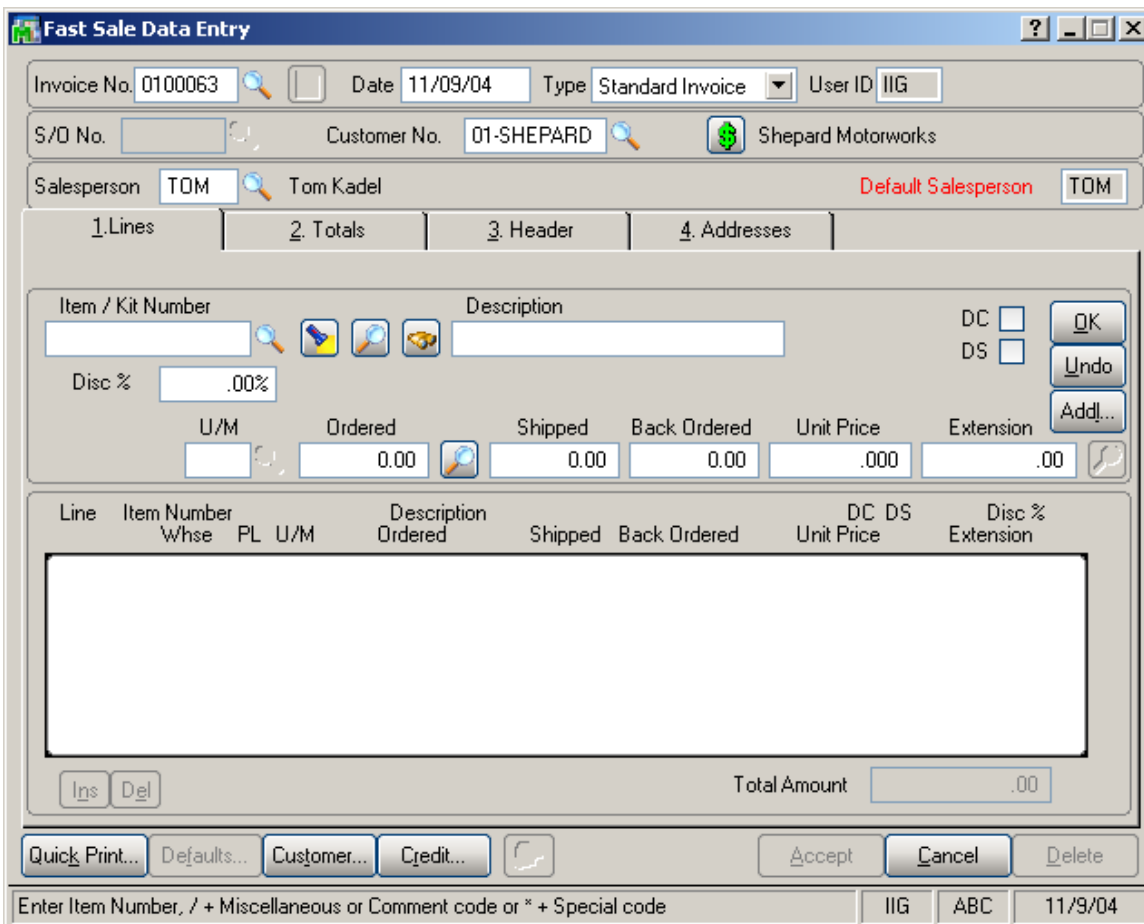 Fast Sale Data Entry
Invoice No. 0100063 Date 11/09/04 Type Standard Invoice User ID IIG
S/O No. Customer No. 01-SHEPARD $ Shepard Motorworks
Salesperson TOM Tom Kadel Default Salesperson TOM
1.Lines 2. Totals 3. Header 4. Addresses
Item / Kit Number Description DC OK
DS Undo
Disc % .00%
Addl...
U/M Ordered Shipped Back Ordered Unit Price Extension
0.00 0.00 0.00 .000 .00
Line Item Number Description DC DS Disc %
Whse PL U/M Ordered Shipped Back Ordered Unit Price Extension
Ins Del Total Amount .00
Quick Print... Defaults... Customer... Credit... Accept Cancel Delete
Enter Item Number, / + Miscellaneous or Comment code or * + Special code IIG ABC 11/9/04